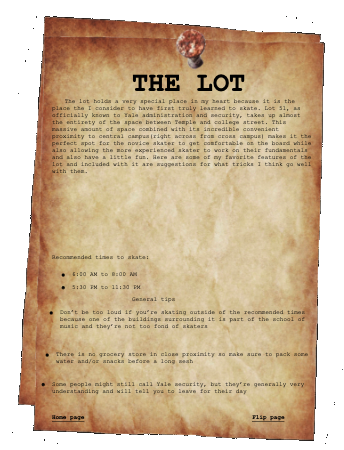 THE LOT
The lot holds a very special place in my heart because it is the
place the I consider to have first truly learned to skate. Lot 51, as
officially known to Yale administration and security, takes up almost
the entirety of the space between Temple and college street. This
massive amount of space combined with its incredible convenient
proximity to central campus(right across from cross campus) makes it the
perfect spot for the novice skater to get comfortable on the board while
also allowing the more experienced skater to work on their fundamentals
and also have a little fun. Here are some of my favorite features of the
lot and included with it are suggestions for what tricks I think go well
with them.
Recommended times to skate:
● 6:00 AM to 8:00 AM
● 5:30 PM to 11:30 PM
General tips
● Don't be too loud if you're skating outside of the recommended times
because one of the buildings surrounding it is part of the school of
music and they're not too fond of skaters
● There is no grocery store in close proximity so make sure to pack some
water and/or snacks before a long sesh
● Some people might still call Yale security, but they're generally very
understanding and will tell you to leave for their day
Home page
Flip page